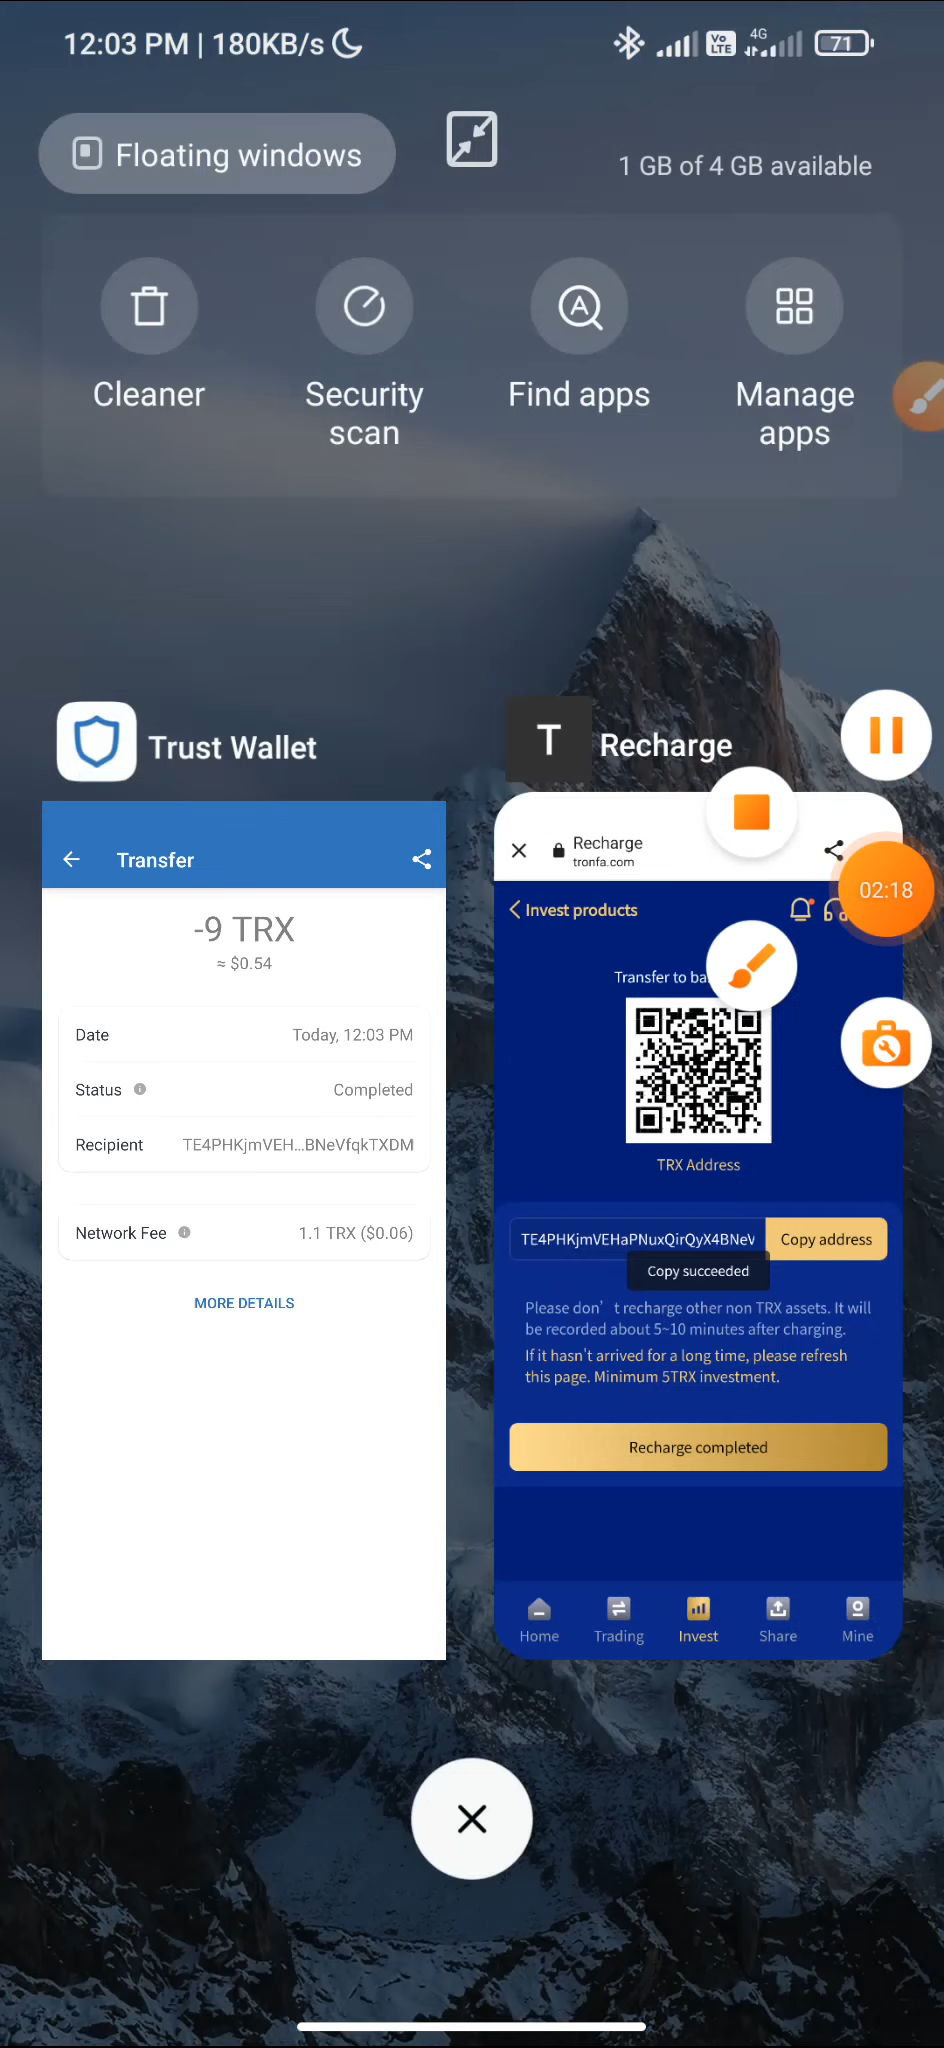 12:03 PM | 180KB/s
Vo LTE
4G
71
Floating windows
1 GB of 4 GB available
Cleaner
Security scan
Find apps
Manage apps
Trust Wallet
Transfer
-9 TRX
≈ $0.54
Date Today, 12:03 PM
Status Completed
Recipient TE4PHKjmVEH...BNeVfqkTXDM
Network Fee 1.1 TRX ($0.06)
MORE DETAILS
T Recharge
Recharge
tronfa.com
02:18
Invest products
Transfer to ba
TRX Address
TE4PHKjmVEHaPNuxQirQyX4BNeV
Copy address
Copy succeeded
Please don't recharge other non TRX assets. It will
be recorded about 5~10 minutes after charging.
If it hasn't arrived for a long time, please refresh
this page. Minimum 5TRX investment.
Recharge completed
Home Trading Invest Share Mine